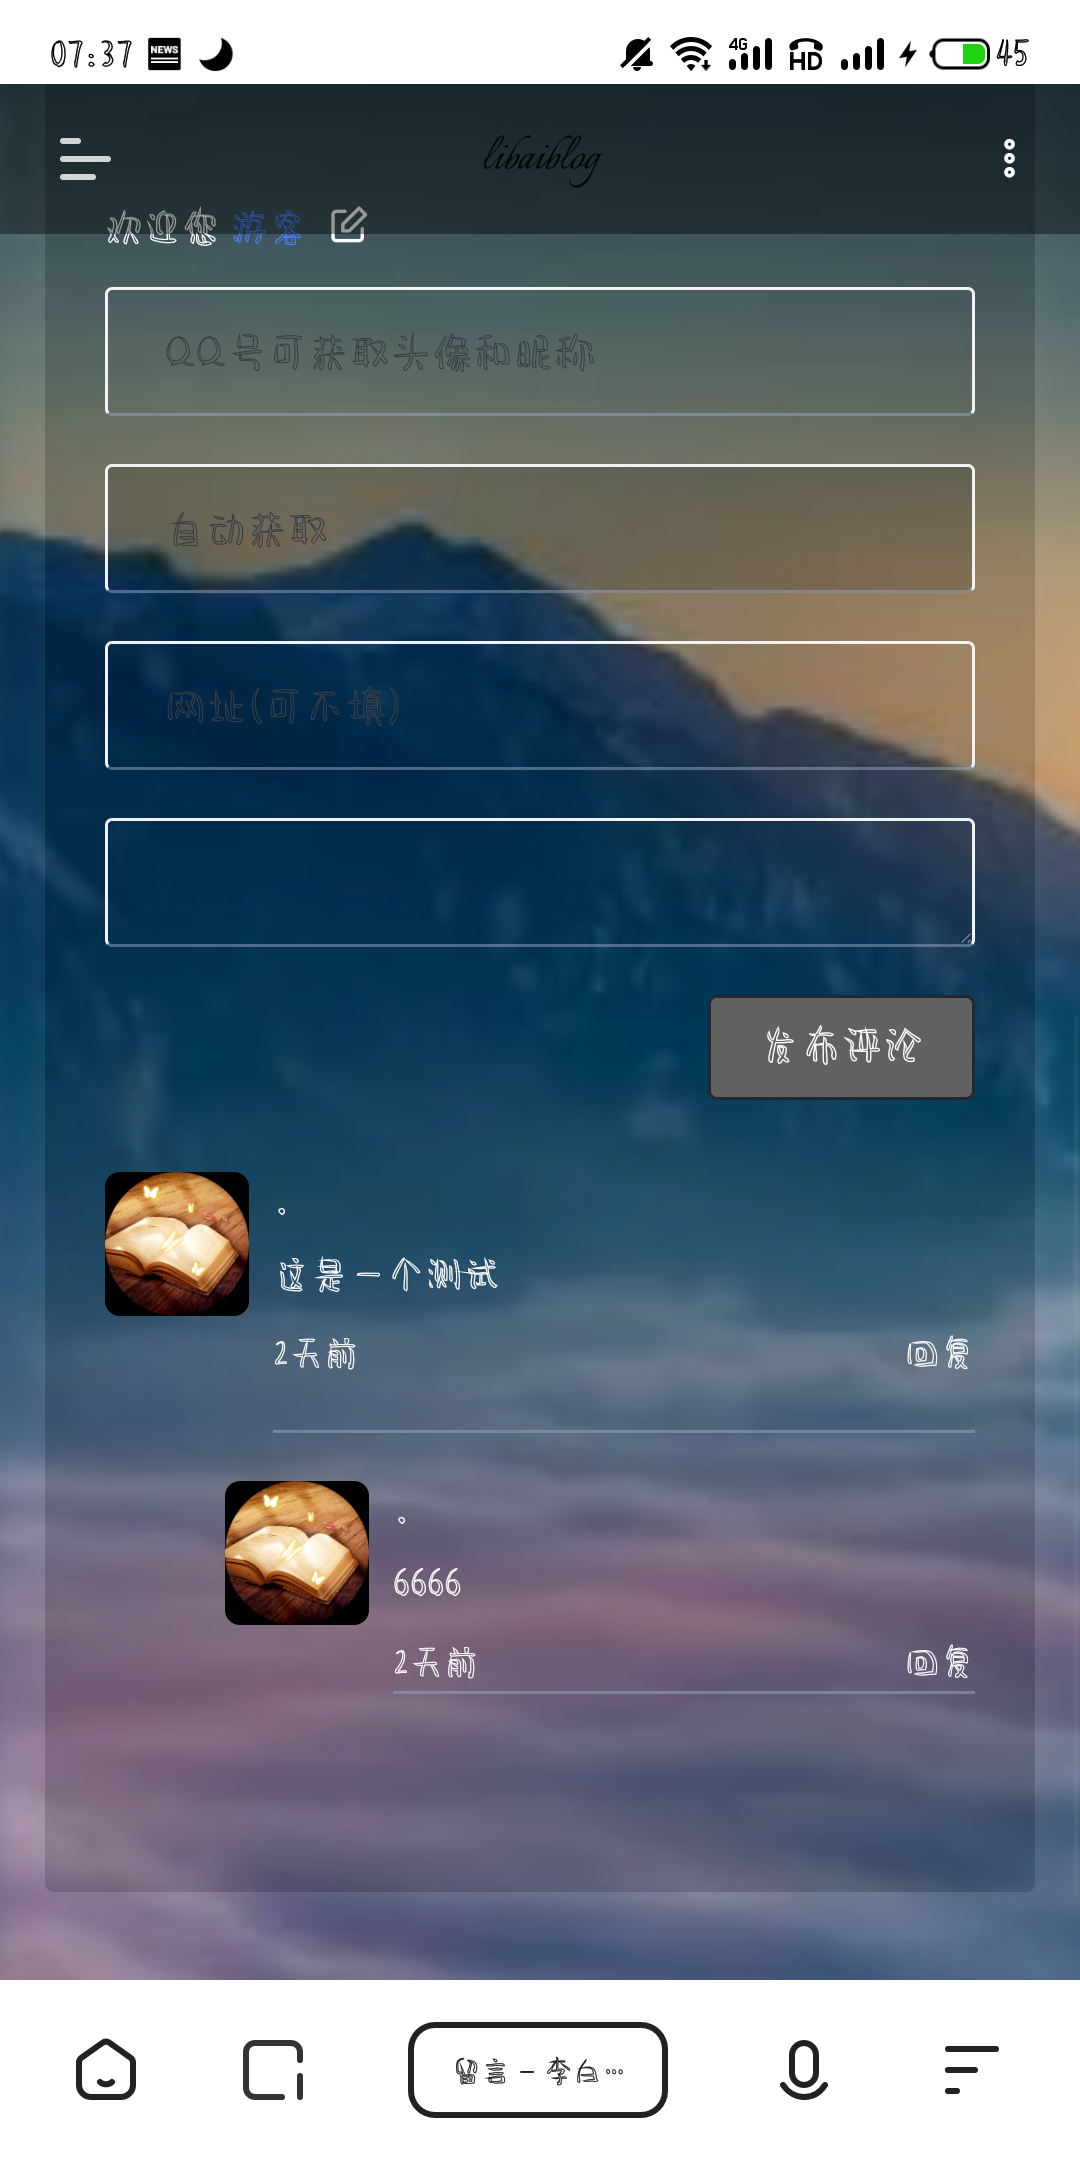 07:37 NEWS 4G HD 45
libaiblog
欢迎您 游客
QQ号可获取头像和昵称
自动获取
网址(可不填)
发布评论
。
这是一个测试
2天前 回复
。
6666
2天前 回复
留言 - 李白...